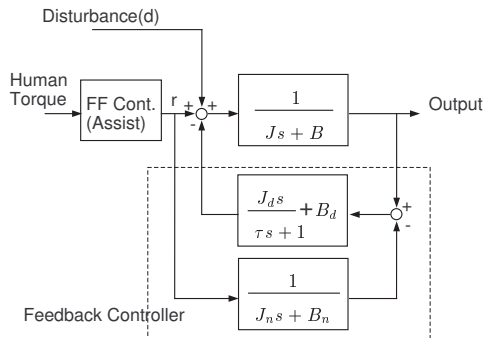 Disturbance(d)
Human
Torque
FF Cont.
(Assist)
r + +
-
1
Js + B
Output
J_d s
τs + 1
+ B_d
+
-
1
J_n s + B_n
Feedback Controller